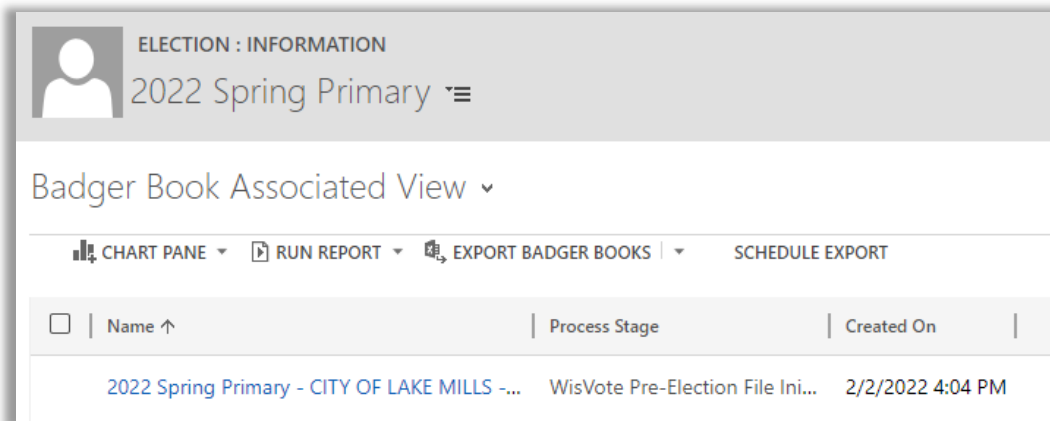 ELECTION : INFORMATION
2022 Spring Primary
Badger Book Associated View
CHART PANE RUN REPORT EXPORT BADGER BOOKS SCHEDULE EXPORT
Name ↑ Process Stage Created On
2022 Spring Primary - CITY OF LAKE MILLS -... WisVote Pre-Election File Ini... 2/2/2022 4:04 PM